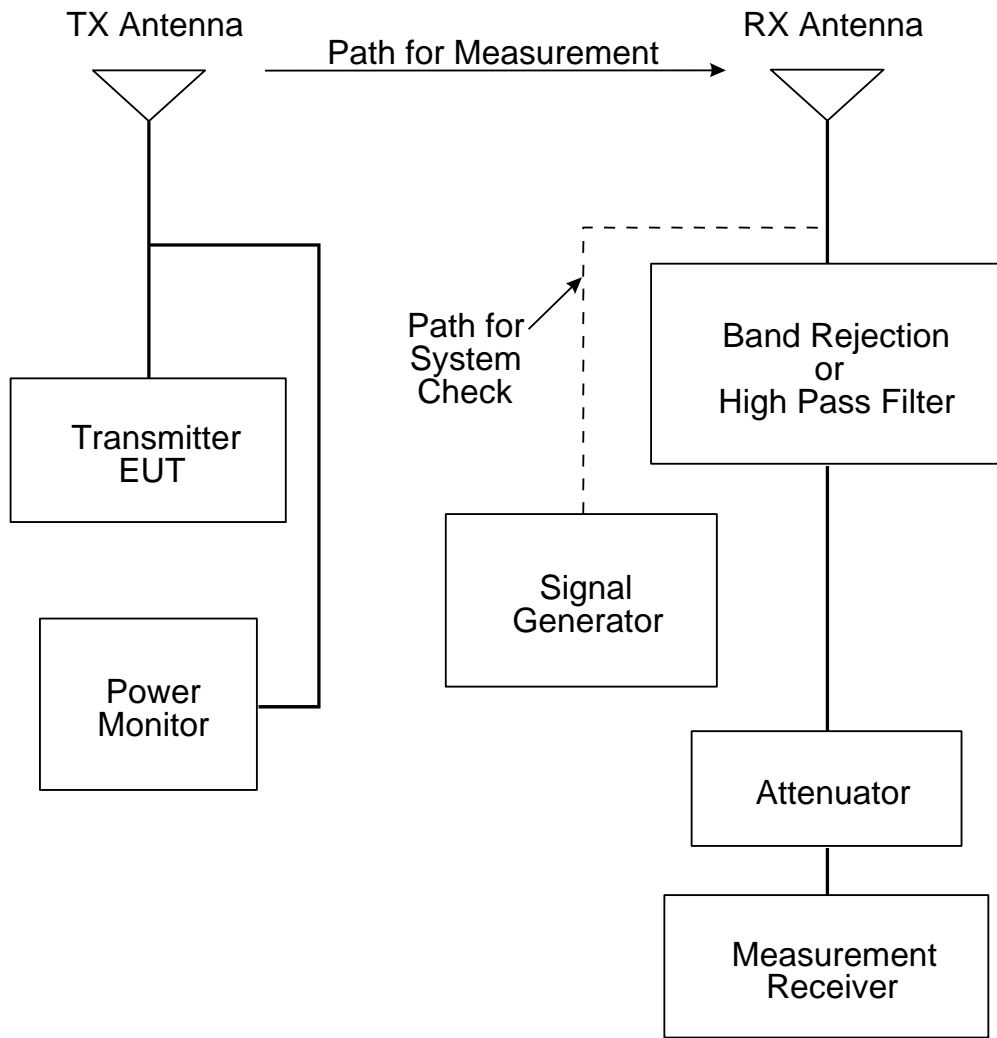 TX Antenna
RX Antenna
Path for Measurement
Path for
System
Check
Band Rejection
or
High Pass Filter
Transmitter
EUT
Signal
Generator
Power
Monitor
Attenuator
Measurement
Receiver